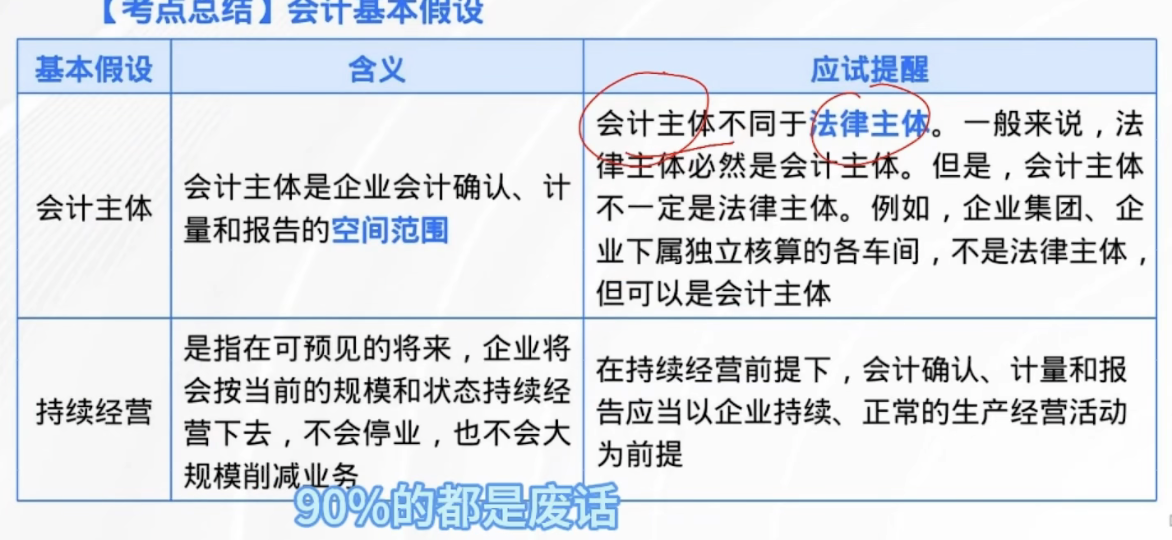 【考点总结】会计基本假设
基本假设
含义
应试提醒
会计主体
会计主体是企业会计确认、计
量和报告的空间范围
会计主体不同于法律主体。一般来说，法
律主体必然是会计主体。但是，会计主体
不一定是法律主体。例如，企业集团、企
业下属独立核算的各车间，不是法律主体，
但可以是会计主体
持续经营
是指在可预见的将来，企业将
会按当前的规模和状态持续经
营下去，不会停业，也不会大
规模削减业务
在持续经营前提下，会计确认、计量和报
告应当以企业持续、正常的生产经营活动
为前提
90%的都是废话